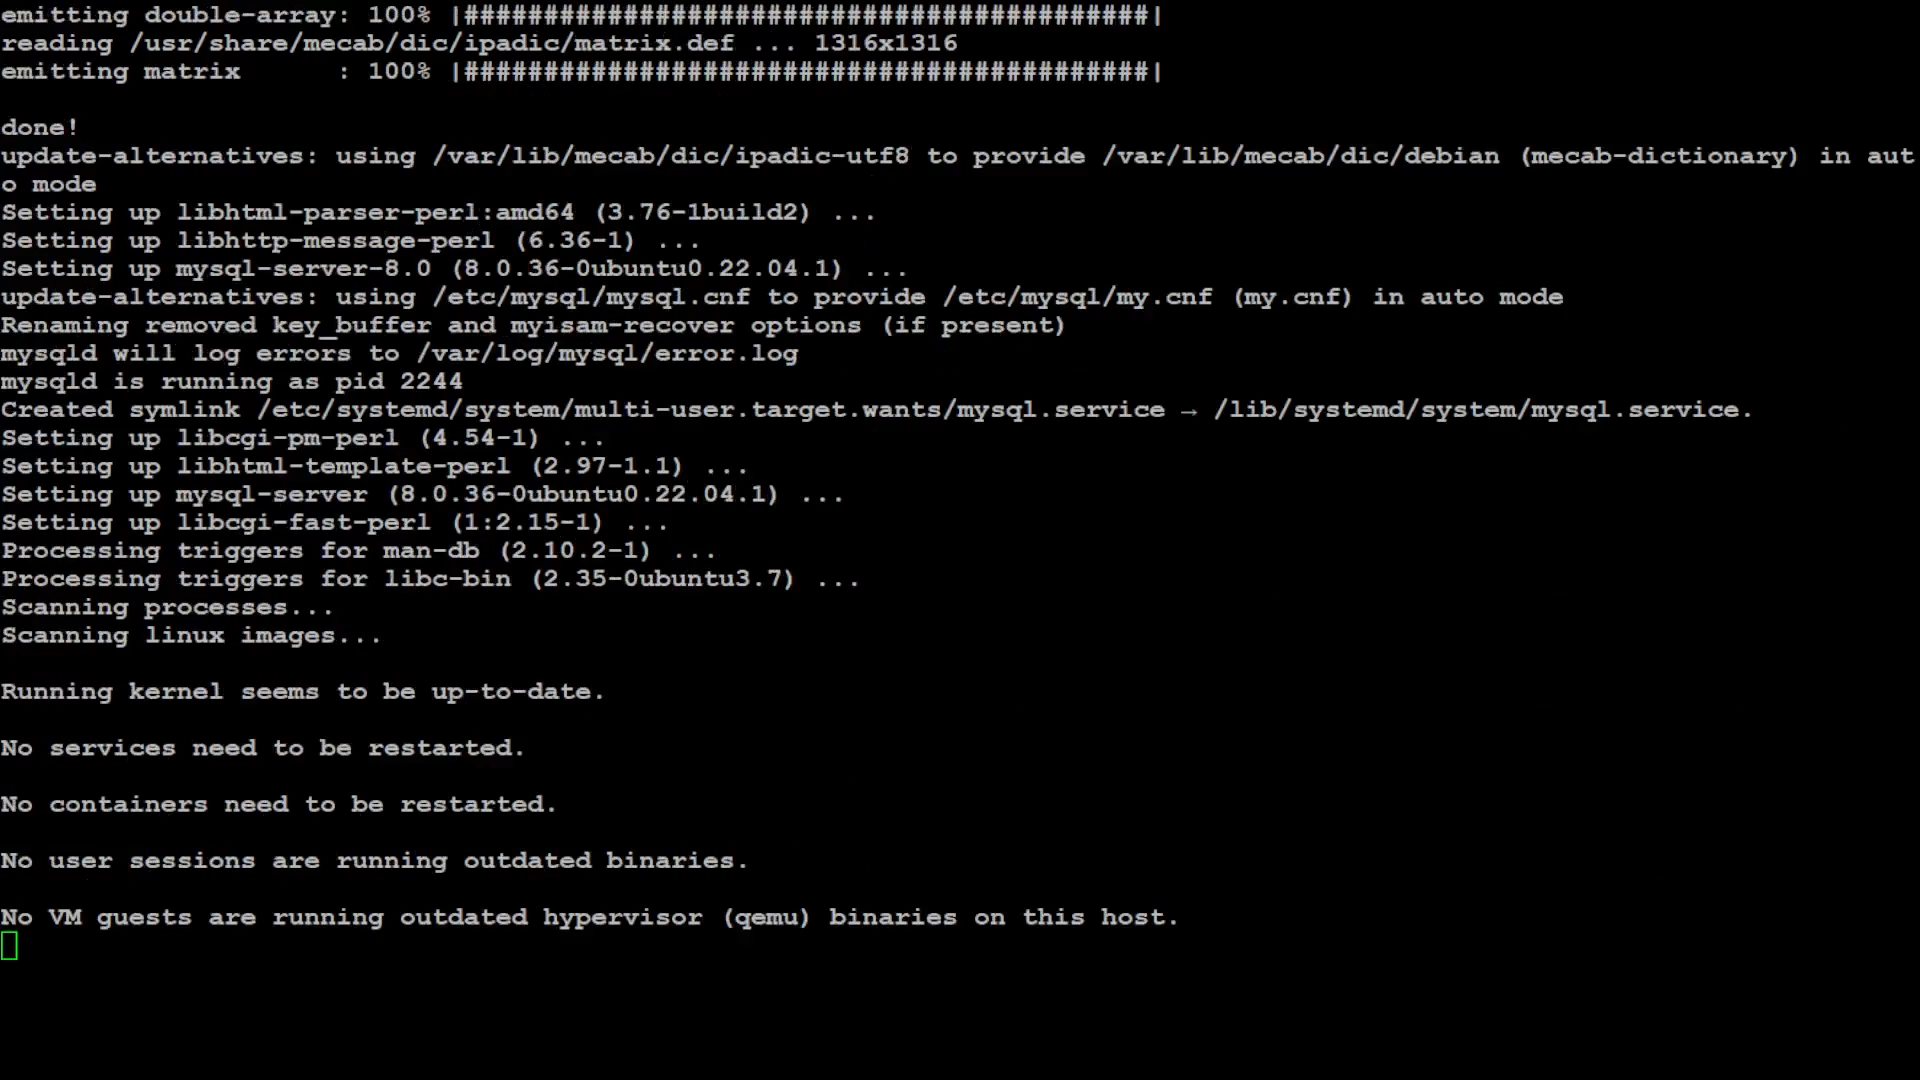 emitting double-array: 100% |###########################################|
reading /usr/share/mecab/dic/ipadic/matrix.def ... 1316x1316
emitting matrix      : 100% |###########################################|
done!
update-alternatives: using /var/lib/mecab/dic/ipadic-utf8 to provide /var/lib/mecab/dic/debian (mecab-dictionary) in aut
o mode
Setting up libhtml-parser-perl:amd64 (3.76-1build2) ...
Setting up libhttp-message-perl (6.36-1) ...
Setting up mysql-server-8.0 (8.0.36-0ubuntu0.22.04.1) ...
update-alternatives: using /etc/mysql/mysql.cnf to provide /etc/mysql/my.cnf (my.cnf) in auto mode
Renaming removed key_buffer and myisam-recover options (if present)
mysqld will log errors to /var/log/mysql/error.log
mysqld is running as pid 2244
Created symlink /etc/systemd/system/multi-user.target.wants/mysql.service → /lib/systemd/system/mysql.service.
Setting up libcgi-pm-perl (4.54-1) ...
Setting up libhtml-template-perl (2.97-1.1) ...
Setting up mysql-server (8.0.36-0ubuntu0.22.04.1) ...
Setting up libcgi-fast-perl (1:2.15-1) ...
Processing triggers for man-db (2.10.2-1) ...
Processing triggers for libc-bin (2.35-0ubuntu3.7) ...
Scanning processes...
Scanning linux images...
Running kernel seems to be up-to-date.
No services need to be restarted.
No containers need to be restarted.
No user sessions are running outdated binaries.
No VM guests are running outdated hypervisor (qemu) binaries on this host.